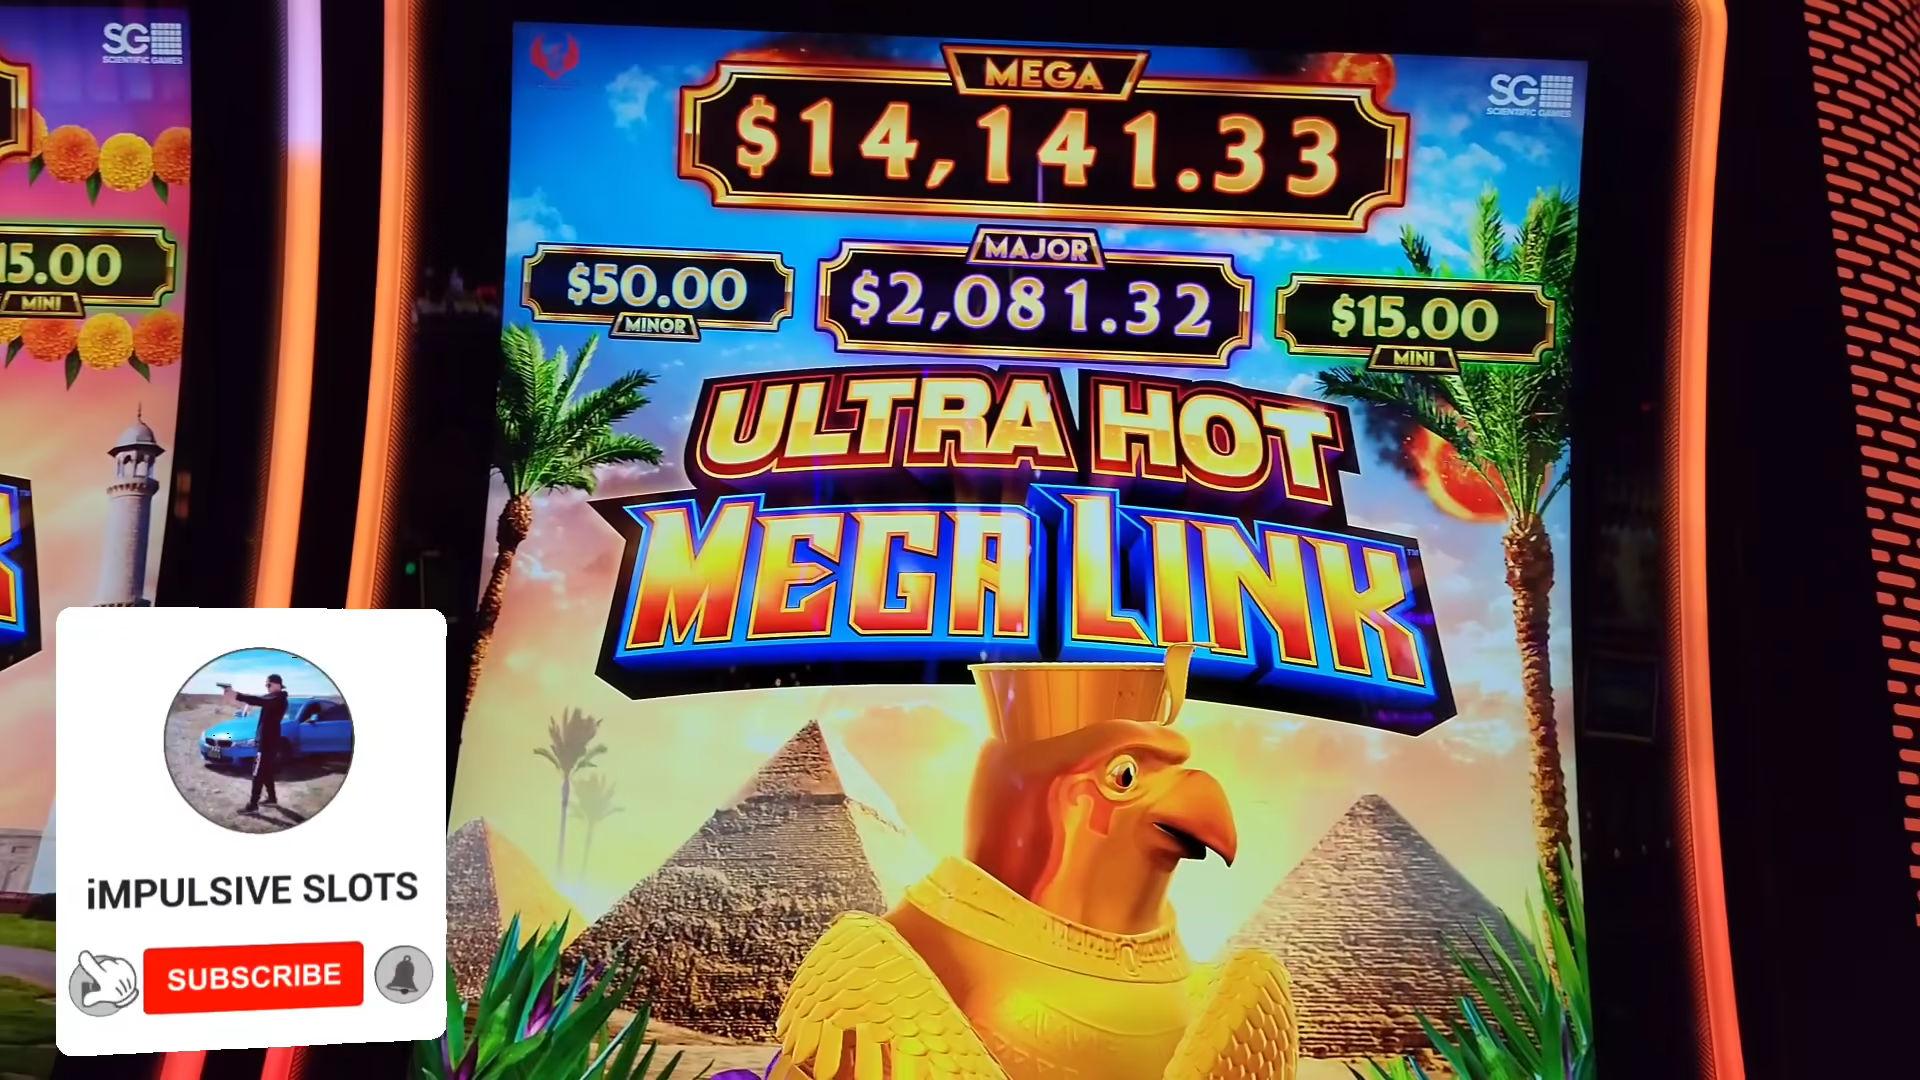 SG
SCIENTIFIC GAMES
15.00
MINI
MEGA
$14,141.33
SG
SCIENTIFIC GAMES
$50.00
MINOR
MAJOR
$2,081.32
$15.00
MINI
ULTRA HOT
MEGA LINK™
iMPULSIVE SLOTS
SUBSCRIBE